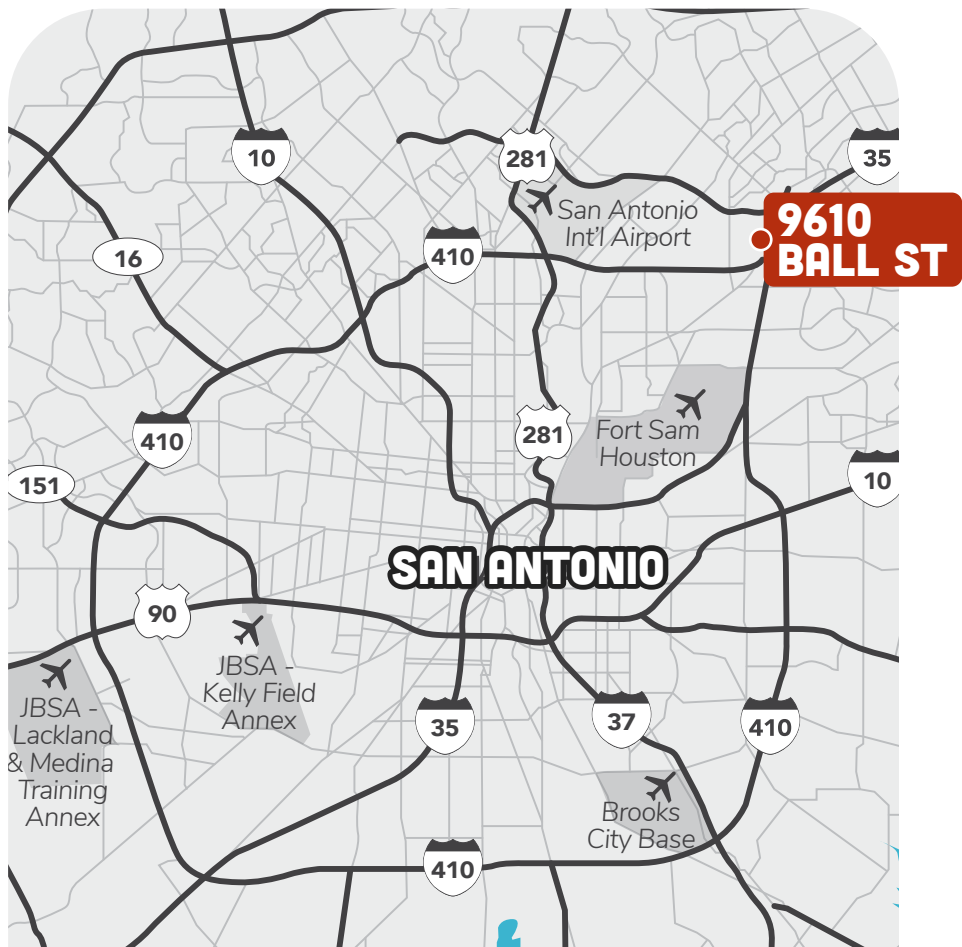 10
281
35
San Antonio
Int'l Airport
9610
BALL ST
16
410
410
281
Fort Sam
Houston
151
10
SAN ANTONIO
90
JBSA -
Kelly Field
Annex
JBSA -
Lackland
& Medina
Training
Annex
35
37
410
Brooks
City Base
410